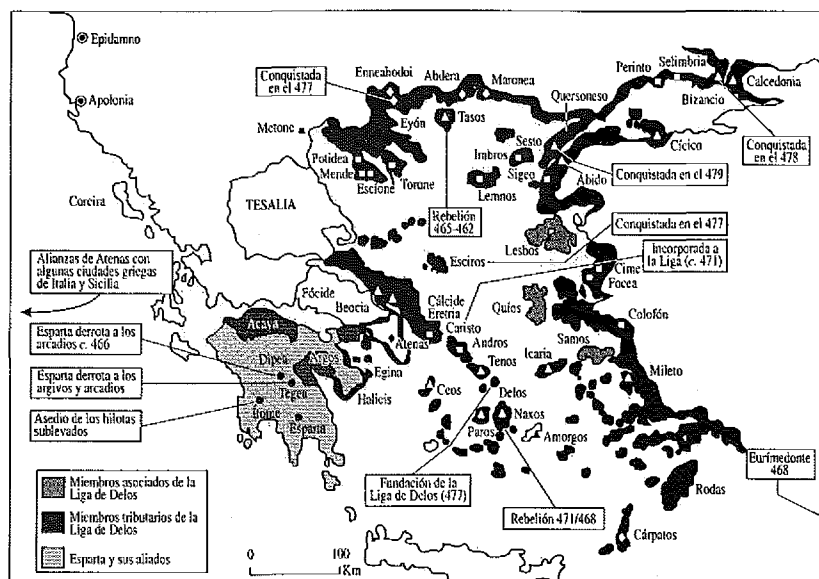 Epidamno
Apolonia
Metone
Corcira
TESALIA
Conquistada
en el 477
Enneahodoi
Abdera
Maronea
Eyón
Tasos
Potidea
Mende
Escione
Torone
Rebelión
465-462
Imbros
Lemnos
Sesto
Sigeo
Quersoneso
Abido
Perinto
Selimbria
Bizancio
Calcedonia
Cícico
Conquistada
en el 478
Conquistada en el 479
Conquistada en el 477
Incorporada a
la Liga (c. 471)
Lesbos
Esciros
Cime
Focea
Quíos
Colofón
Samos
Icaria
Mileto
Alianzas de Atenas con
algunas ciudades griegas
de Italia y Sicilia
Esparta derrota a los
arcadios c. 466
Esparta derrota a los
argivos y arcadios
Asedio de los hilotas
sublevados
Fócide
Beocia
Cálcide
Eretria
Caristo
Atenas
Andros
Tenos
Egina
Halieis
Ceos
Delos
Naxos
Paros
Amorgos
Acaya
Dipea
Argos
Tegea
Itome
Esparta
Fundación de la
Liga de Delos (477)
Rebelión 471/468
Eurimedonte
468
Rodas
Cárpatos
Miembros asociados de la
Liga de Delos
Miembros tributarios de la
Liga de Delos
Esparta y sus aliados
0 100
Km